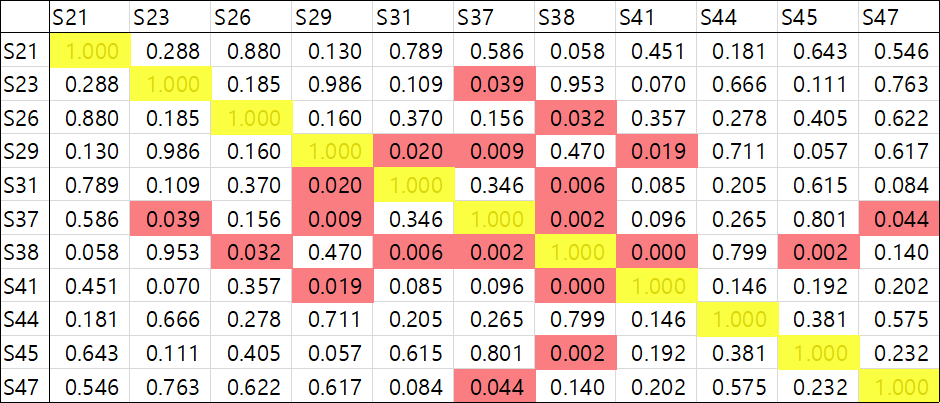 S21 S23 S26 S29 S31 S37 S38 S41 S44 S45 S47
S21 1.000 0.288 0.880 0.130 0.789 0.586 0.058 0.451 0.181 0.643 0.546
S23 0.288 1.000 0.185 0.986 0.109 0.039 0.953 0.070 0.666 0.111 0.763
S26 0.880 0.185 1.000 0.160 0.370 0.156 0.032 0.357 0.278 0.405 0.622
S29 0.130 0.986 0.160 1.000 0.020 0.009 0.470 0.019 0.711 0.057 0.617
S31 0.789 0.109 0.370 0.020 1.000 0.346 0.006 0.085 0.205 0.615 0.084
S37 0.586 0.039 0.156 0.009 0.346 1.000 0.002 0.096 0.265 0.801 0.044
S38 0.058 0.953 0.032 0.470 0.006 0.002 1.000 0.000 0.799 0.002 0.140
S41 0.451 0.070 0.357 0.019 0.085 0.096 0.000 1.000 0.146 0.192 0.202
S44 0.181 0.666 0.278 0.711 0.205 0.265 0.799 0.146 1.000 0.381 0.575
S45 0.643 0.111 0.405 0.057 0.615 0.801 0.002 0.192 0.381 1.000 0.232
S47 0.546 0.763 0.622 0.617 0.084 0.044 0.140 0.202 0.575 0.232 1.000